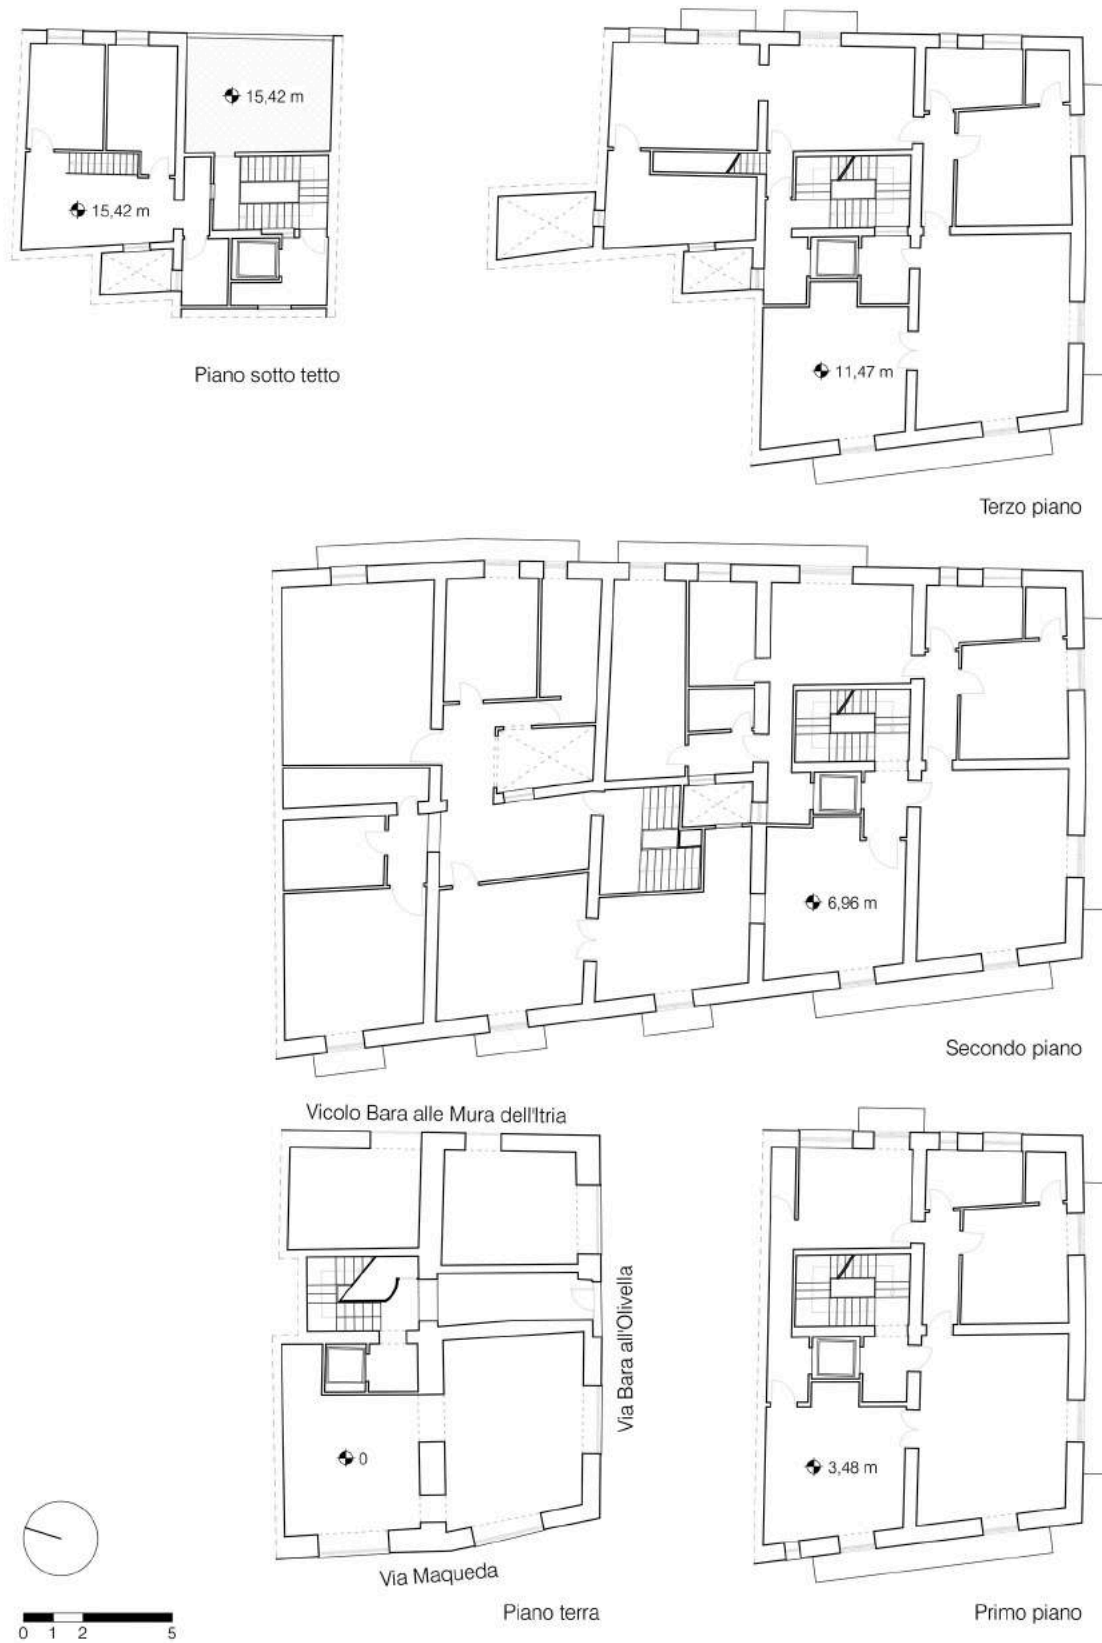 15,42 m
15,42 m
Piano sotto tetto
11,47 m
Terzo piano
6,96 m
Secondo piano
Vicolo Bara alle Mura dell'Itria
Via Bara all'Olivella
0
Via Maqueda
Piano terra
3,48 m
Primo piano
0 1 2 5